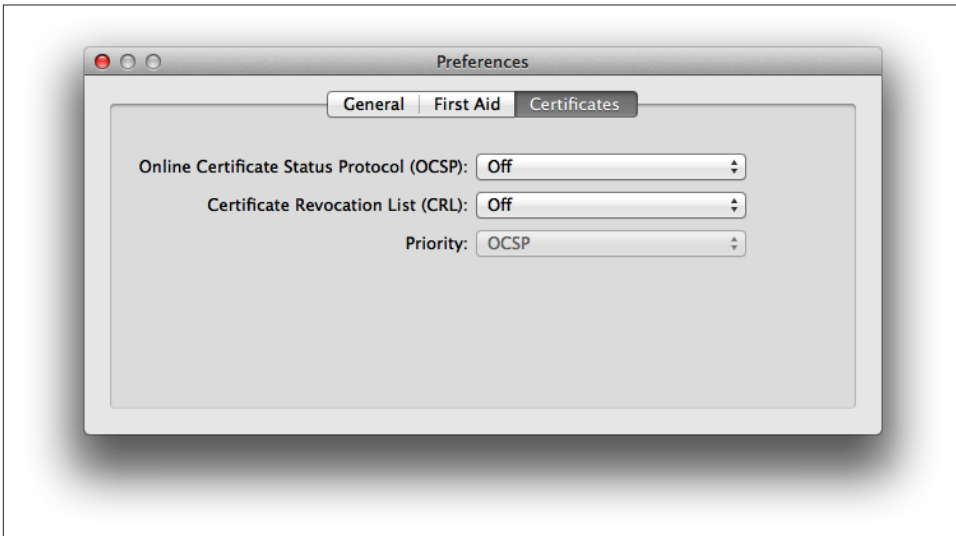 Preferences
General First Aid Certificates
Online Certificate Status Protocol (OCSP): Off
Certificate Revocation List (CRL): Off
Priority: OCSP